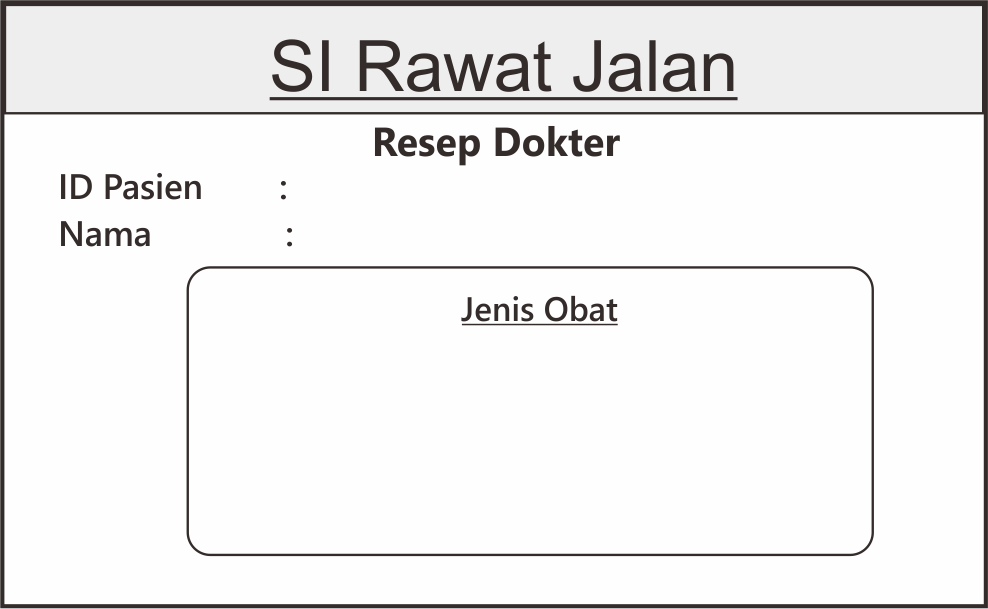 SI Rawat Jalan
Resep Dokter
ID Pasien :
Nama :
Jenis Obat